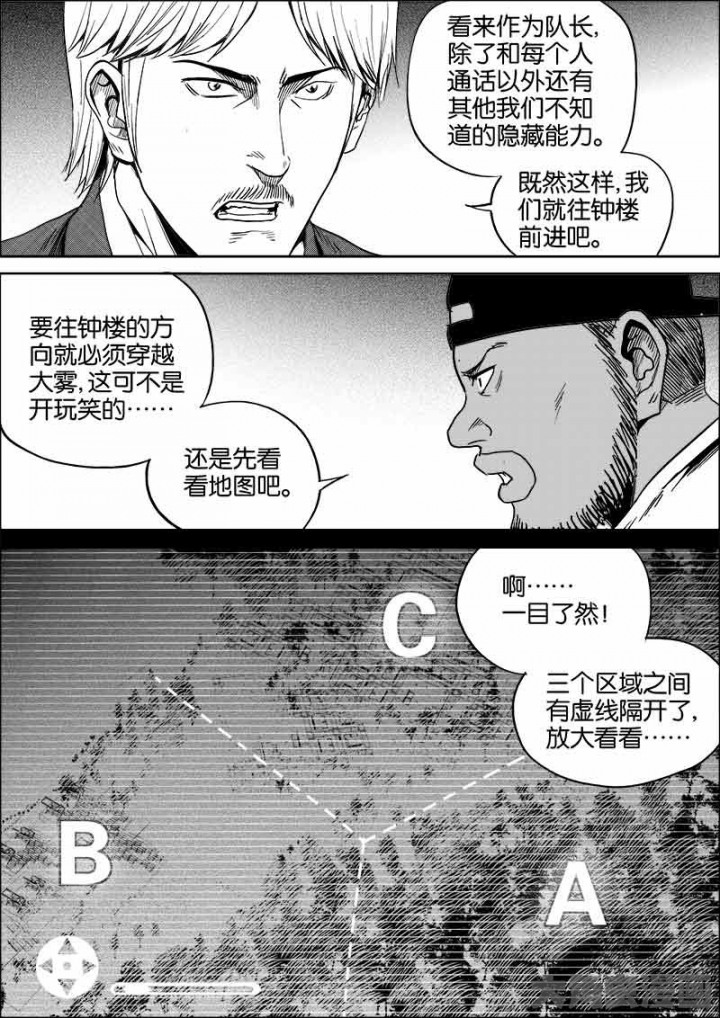 看来作为队长,
除了和每个人
通话以外还有
其他我们不知
道的隐藏能力。
既然这样,我
们就往钟楼
前进吧。
要往钟楼的方
向就必须穿越
大雾,这可不是
开玩笑的……
还是先看
看地图吧。
啊……
一目了然!
三个区域之间
有虚线隔开了,
放大看看……
C
B
A